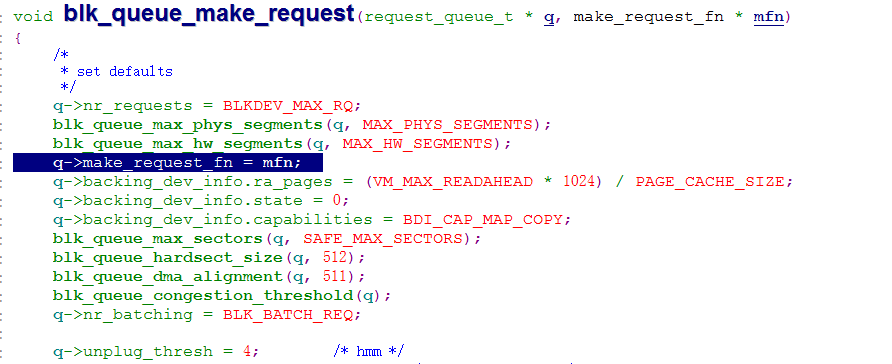 void blk_queue_make_request(request_queue_t * q, make_request_fn * mfn)
{
/*
* set defaults
*/
q->nr_requests = BLKDEV_MAX_RQ;
blk_queue_max_phys_segments(q, MAX_PHYS_SEGMENTS);
blk_queue_max_hw_segments(q, MAX_HW_SEGMENTS);
q->make_request_fn = mfn;
q->backing_dev_info.ra_pages = (VM_MAX_READAHEAD * 1024) / PAGE_CACHE_SIZE;
q->backing_dev_info.state = 0;
q->backing_dev_info.capabilities = BDI_CAP_MAP_COPY;
blk_queue_max_sectors(q, SAFE_MAX_SECTORS);
blk_queue_hardsect_size(q, 512);
blk_queue_dma_alignment(q, 511);
blk_queue_congestion_threshold(q);
q->nr_batching = BLK_BATCH_REQ;
q->unplug_thresh = 4; /* hmm */